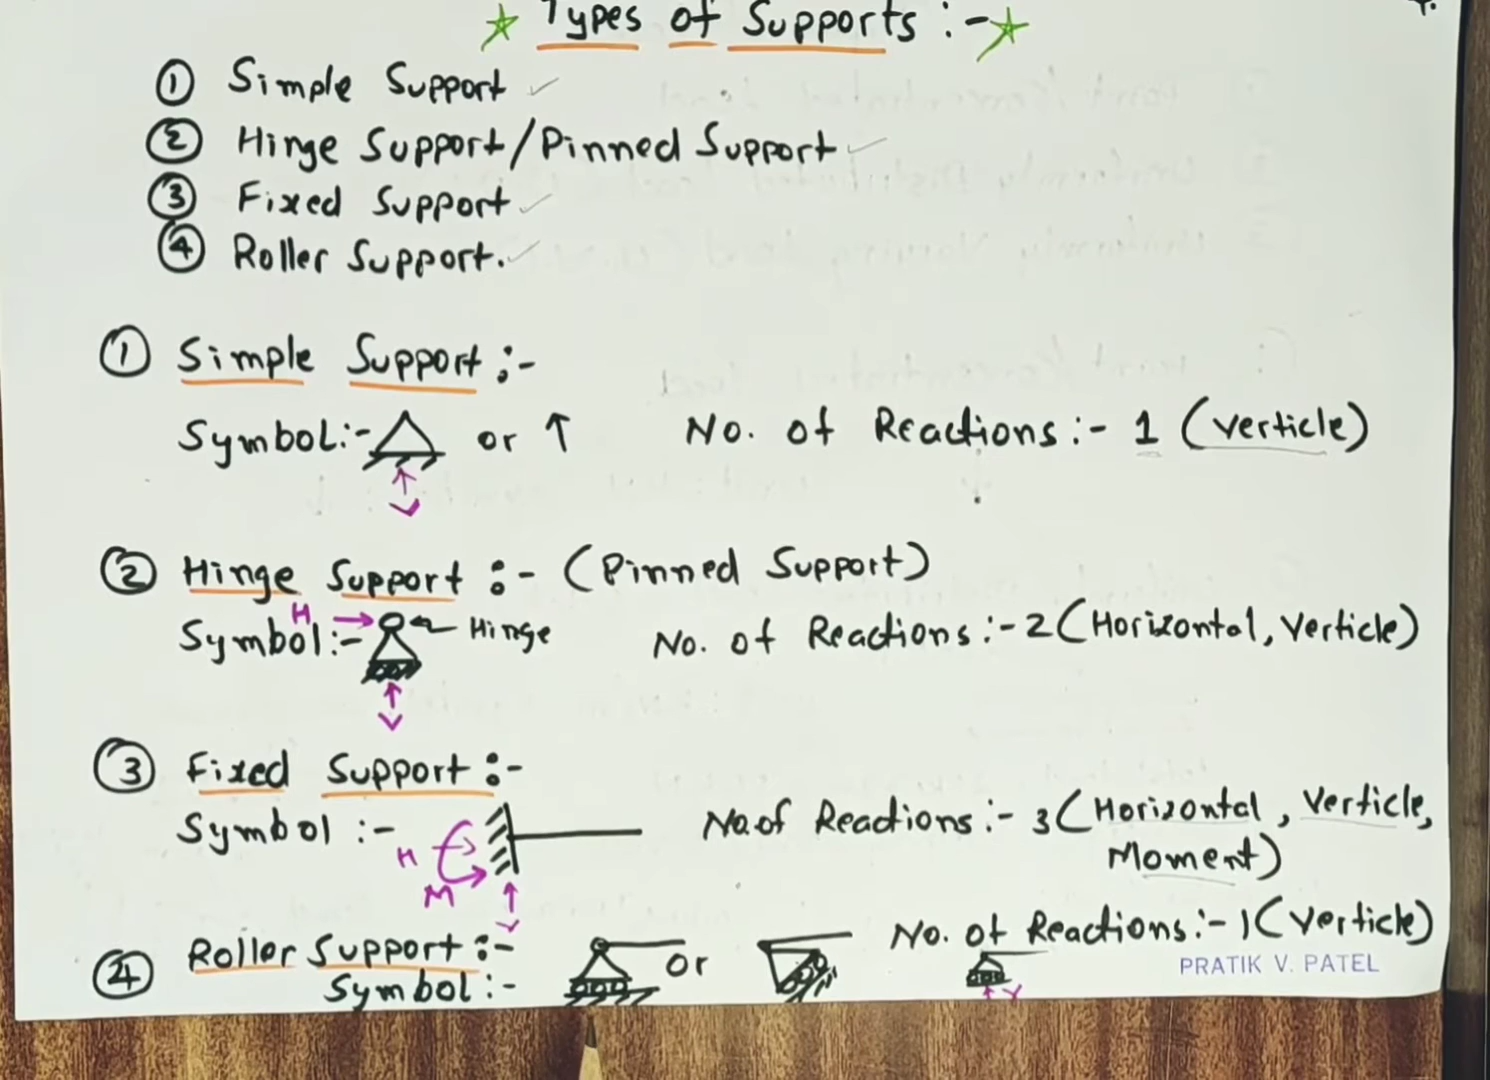 Types of Supports :-
① Simple Support
② Hinge Support/Pinned Support
③ Fixed Support
④ Roller Support.
① Simple Support :-
Symbol:- or ↑ No. of Reactions :- 1 (verticle)
V
② Hinge Support :- (Pinned Support)
H
Symbol:- Hinge No. of Reactions :- 2 (Horizontal, Verticle)
V
③ Fixed Support :-
Symbol :- No.of Reactions :- 3 (Horizontal, Verticle,
H Moment)
M
V
④ Roller Support :- No. of Reactions :- 1 (Verticle)
Symbol :- or
V
PRATIK V. PATEL